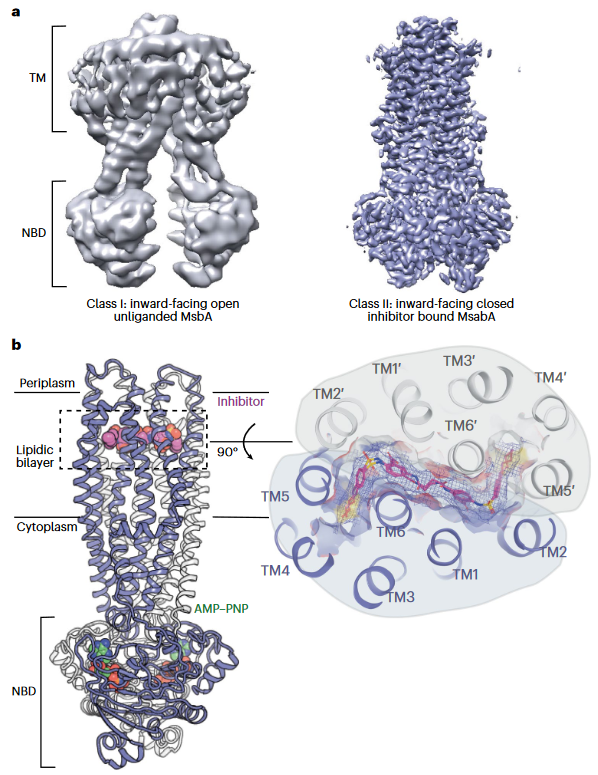 a
TM
NBD
Class I: inward-facing open
unliganded MsbA
Class II: inward-facing closed
inhibitor bound MsabA
b
Periplasm
Inhibitor
Lipidic
bilayer
90°
Cytoplasm
AMP–PNP
NBD
TM3′
TM1′
TM4′
TM2′
TM6′
TM5′
TM5
TM6
TM2
TM4
TM1
TM3